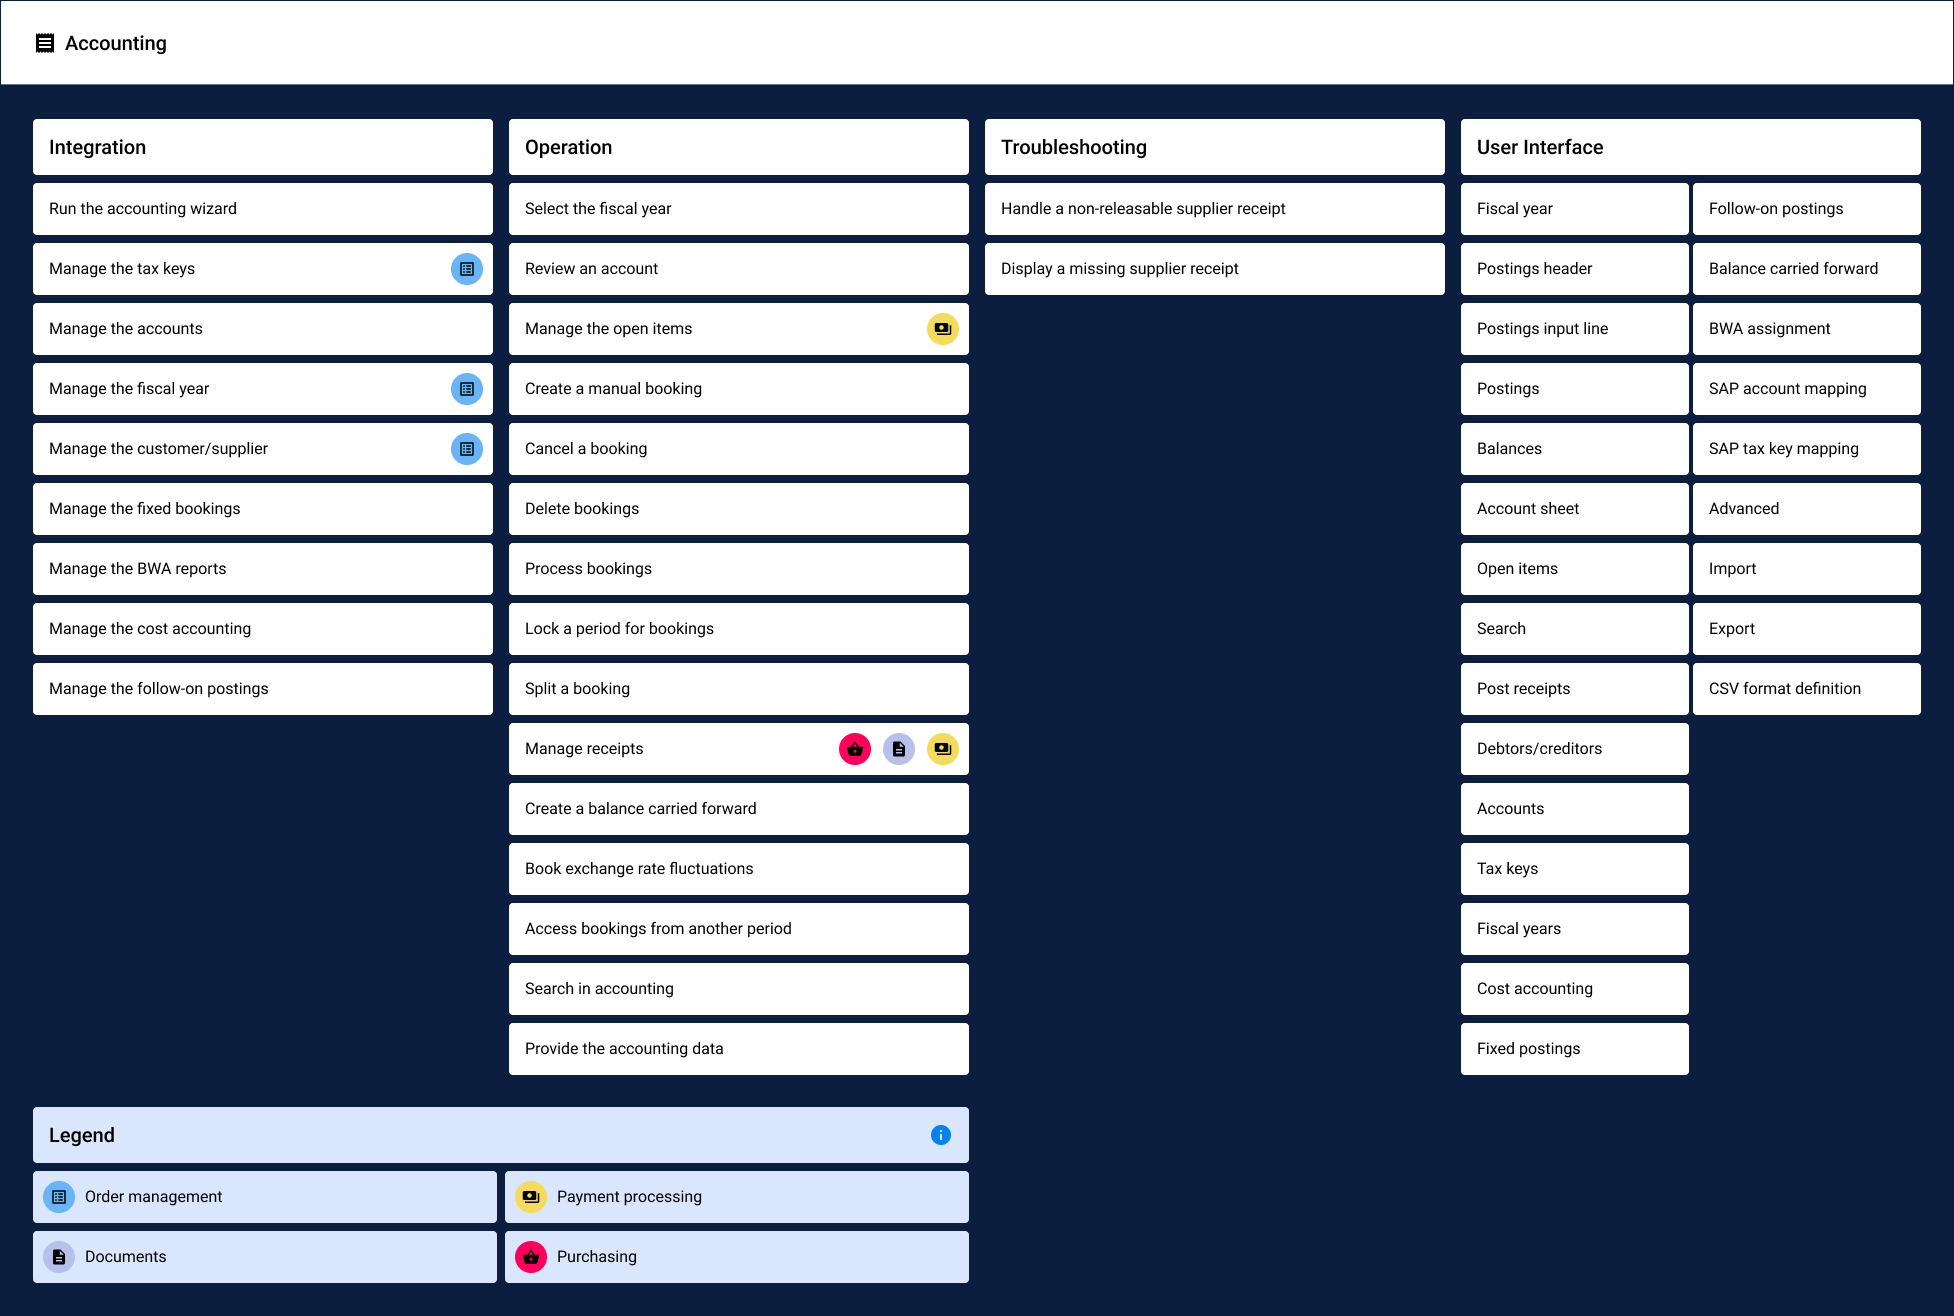 Accounting
Integration
Run the accounting wizard
Manage the tax keys
Manage the accounts
Manage the fiscal year
Manage the customer/supplier
Manage the fixed bookings
Manage the BWA reports
Manage the cost accounting
Manage the follow-on postings
Operation
Select the fiscal year
Review an account
Manage the open items
Create a manual booking
Cancel a booking
Delete bookings
Process bookings
Lock a period for bookings
Split a booking
Manage receipts
Create a balance carried forward
Book exchange rate fluctuations
Access bookings from another period
Search in accounting
Provide the accounting data
Troubleshooting
Handle a non-releasable supplier receipt
Display a missing supplier receipt
User Interface
Fiscal year
Postings header
Postings input line
Postings
Balances
Account sheet
Open items
Search
Post receipts
Debtors/creditors
Accounts
Tax keys
Fiscal years
Cost accounting
Fixed postings
Follow-on postings
Balance carried forward
BWA assignment
SAP account mapping
SAP tax key mapping
Advanced
Import
Export
CSV format definition
Legend
Order management
Payment processing
Documents
Purchasing